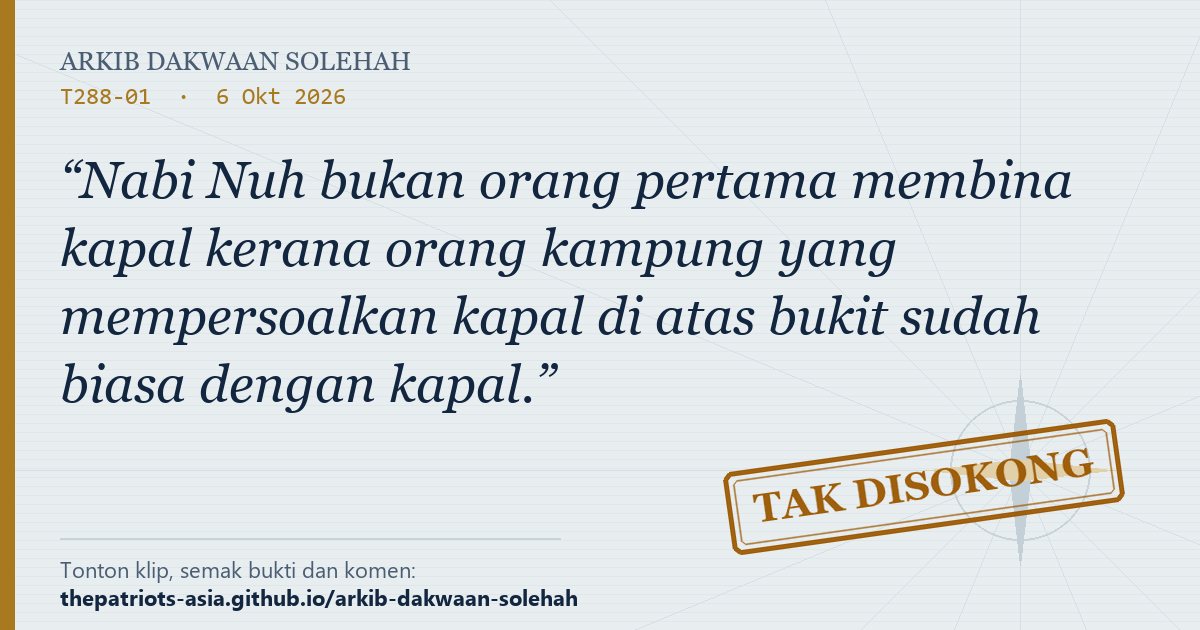 ARKIB DAKWAAN SOLEHAH
T288-01 · 6 Okt 2026
“Nabi Nuh bukan orang pertama membina
kapal kerana orang kampung yang
mempersoalkan kapal di atas bukit sudah
biasa dengan kapal.”
TAK DISOKONG
Tonton klip, semak bukti dan komen:
thepatriots-asia.github.io/arkib-dakwaan-solehah